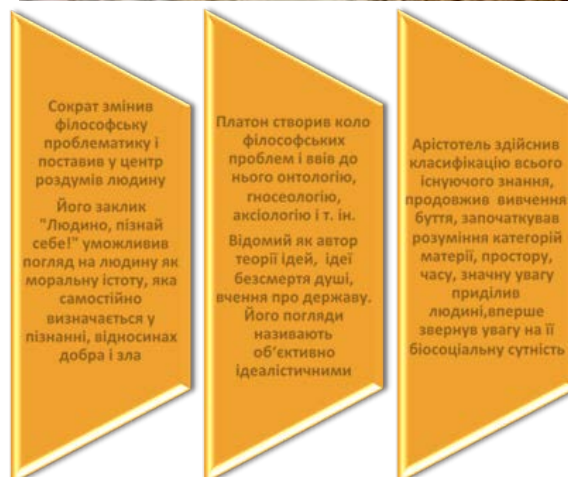 Сократ змінив
філософську
проблематику і
поставив у центр
роздумів людину
Його заклик
"Людино, пізнай
себе!" уможливив
погляд на людину як
моральну істоту, яка
самостійно
визначається у
пізнанні, відносинах
добра і зла
Платон створив коло
філософських
проблем і ввів до
нього онтологію,
гносеологію,
аксіологію і т. ін.
Відомий як автор
теорії ідей, ідеї
безсмертя душі,
вчення про державу.
Його погляди
називають
об’єктивно
ідеалістичними
Арістотель здійснив
класифікацію всього
існуючого знання,
продовжив вивчення
буття, започаткував
розуміння категорій
матерії, простору,
часу, значну увагу
приділив
людині,вперше
звернув увагу на її
біосоціальну сутність